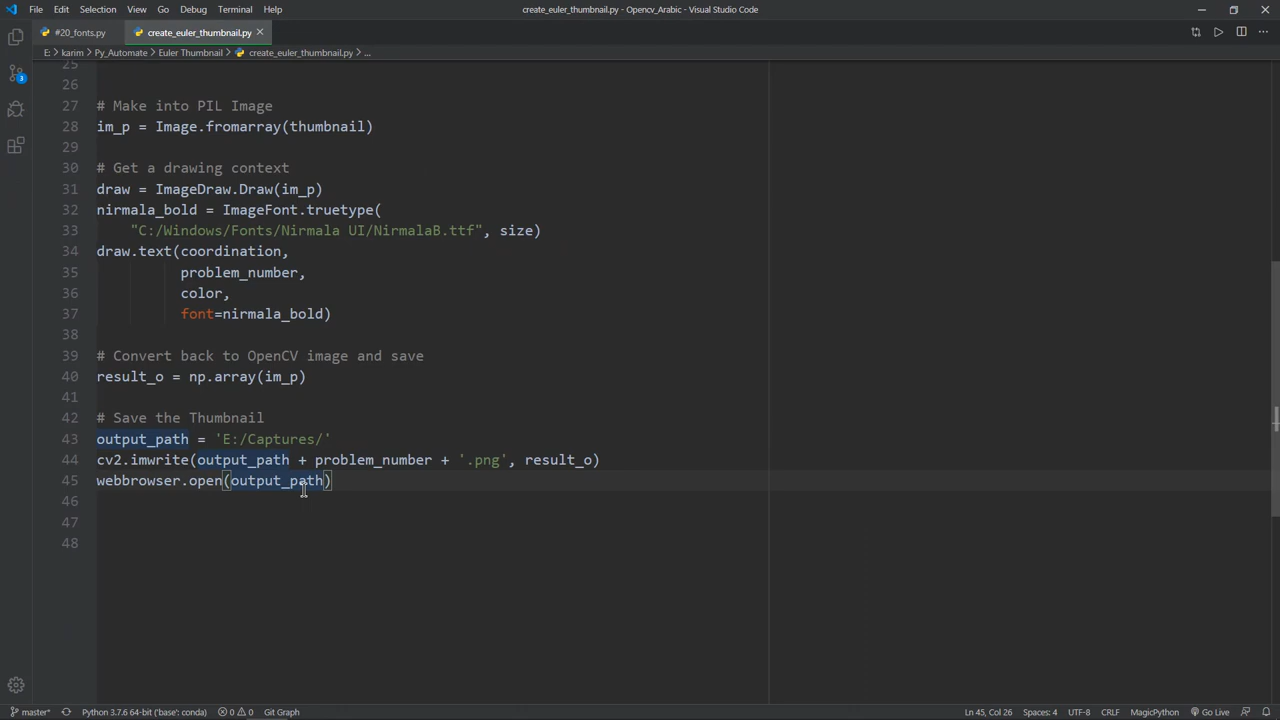 File Edit Selection View Go Debug Terminal Help
create_euler_thumbnail.py - Opencv_Arabic - Visual Studio Code
#20_fonts.py
create_euler_thumbnail.py
E: > karim > Py_Automate > Euler Thumbnail > create_euler_thumbnail.py > ...
25
26
27 # Make into PIL Image
28 im_p = Image.fromarray(thumbnail)
29
30 # Get a drawing context
31 draw = ImageDraw.Draw(im_p)
32 nirmala_bold = ImageFont.truetype(
33 "C:/Windows/Fonts/Nirmala UI/NirmalaB.ttf", size)
34 draw.text(coordination,
35 problem_number,
36 color,
37 font=nirmala_bold)
38
39 # Convert back to OpenCV image and save
40 result_o = np.array(im_p)
41
42 # Save the Thumbnail
43 output_path = 'E:/Captures/'
44 cv2.imwrite(output_path + problem_number + '.png', result_o)
45 webbrowser.open(output_path)
46
47
48
3
master* Python 3.7.6 64-bit ('base': conda) 0 0 Git Graph
Ln 45, Col 26 Spaces: 4 UTF-8 CRLF MagicPython Go Live